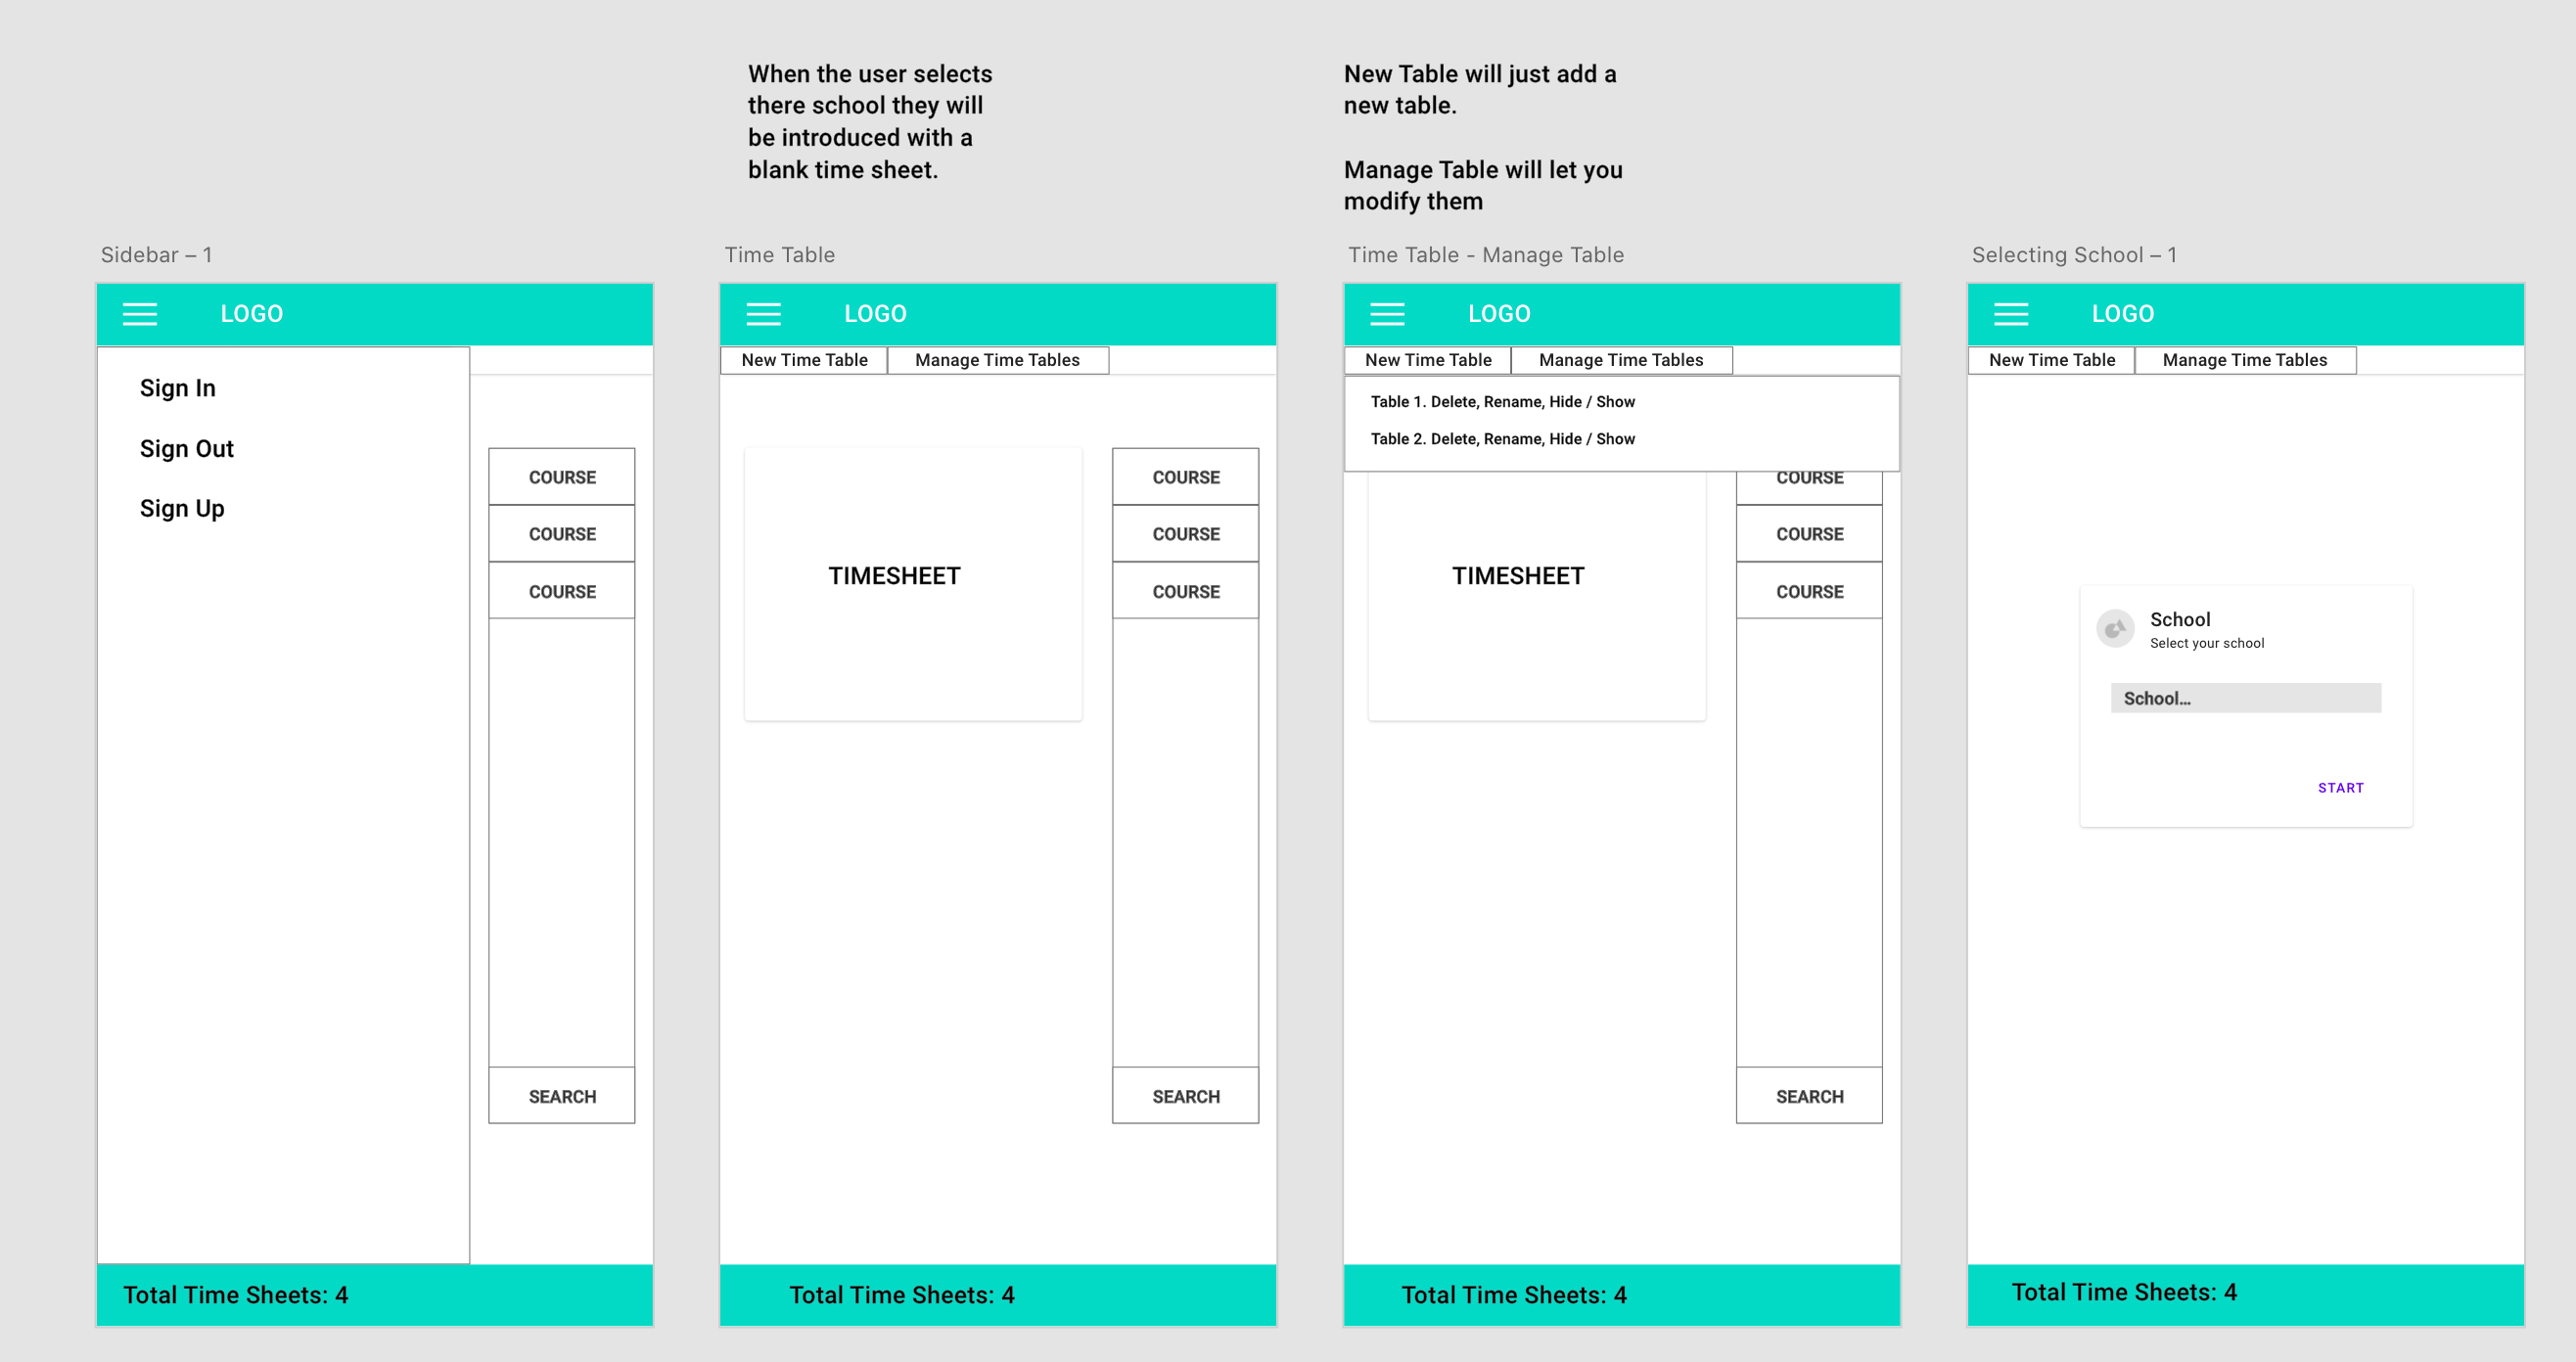 When the user selects
there school they will
be introduced with a
blank time sheet.
New Table will just add a
new table.
Manage Table will let you
modify them
Sidebar – 1
LOGO
Sign In
Sign Out
Sign Up
COURSE
COURSE
COURSE
SEARCH
Total Time Sheets: 4
Time Table
LOGO
New Time Table
Manage Time Tables
TIMESHEET
COURSE
COURSE
COURSE
SEARCH
Total Time Sheets: 4
Time Table - Manage Table
LOGO
New Time Table
Manage Time Tables
Table 1. Delete, Rename, Hide / Show
Table 2. Delete, Rename, Hide / Show
TIMESHEET
COURSE
COURSE
COURSE
SEARCH
Total Time Sheets: 4
Selecting School – 1
LOGO
New Time Table
Manage Time Tables
School
Select your school
School...
START
Total Time Sheets: 4